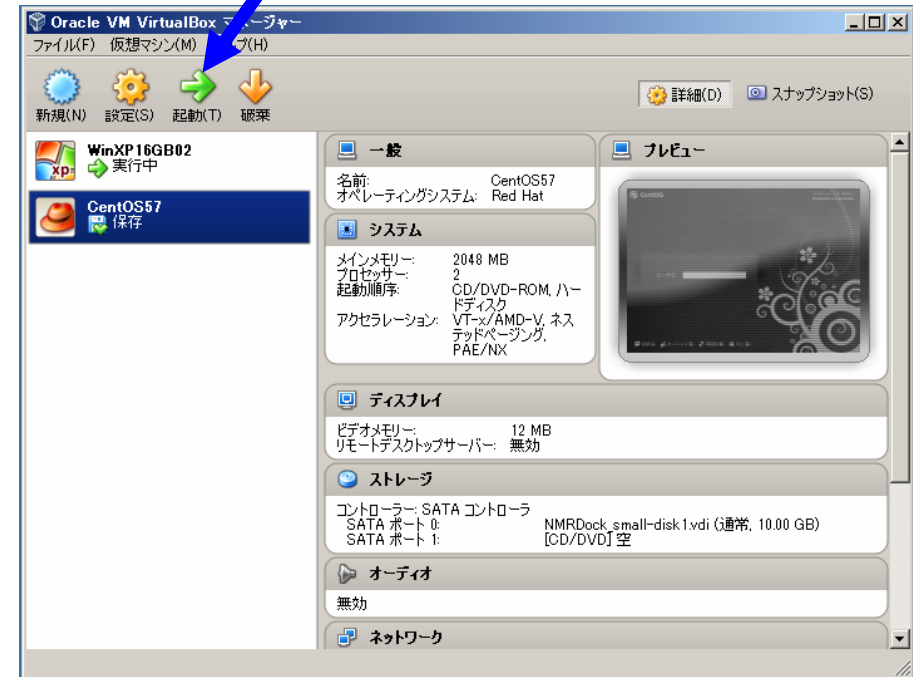 Oracle VM VirtualBox マネージャー
ファイル(F) 仮想マシン(M) ヘルプ(H)
新規(N) 設定(S) 起動(T) 破棄
詳細(D) スナップショット(S)
WinXP16GB02
実行中
CentOS57
保存
一般
名前: CentOS57
オペレーティングシステム: Red Hat
システム
メインメモリー: 2048 MB
プロセッサー: 2
起動順序: CD/DVD-ROM, ハー
ドディスク
アクセラレーション: VT-x/AMD-V, ネス
テッドページング,
PAE/NX
プレビュー
CentOS
ディスプレイ
ビデオメモリー: 12 MB
リモートデスクトップサーバー: 無効
ストレージ
コントローラー: SATA コントローラ
SATA ポート 0: NMRDock_small-disk1.vdi (通常, 10.00 GB)
SATA ポート 1: [CD/DVD] 空
オーディオ
無効
ネットワーク